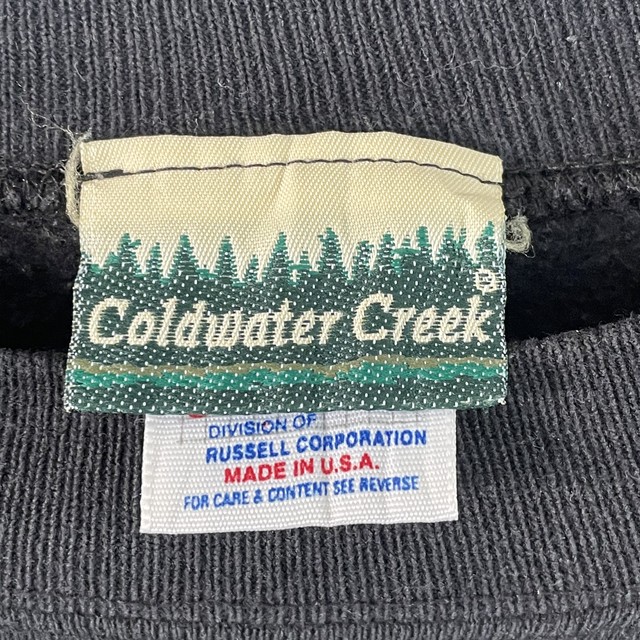 Coldwater Creek®
DIVISION OF
RUSSELL CORPORATION
MADE IN U.S.A.
FOR CARE & CONTENT SEE REVERSE